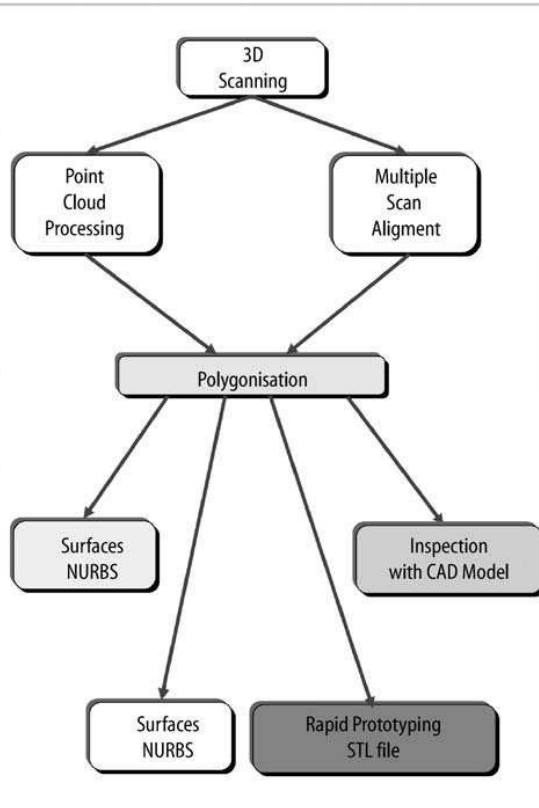 3D
Scanning
Point
Cloud
Processing
Multiple
Scan
Aligment
Polygonisation
Surfaces
NURBS
Inspection
with CAD Model
Surfaces
NURBS
Rapid Prototyping
STL file